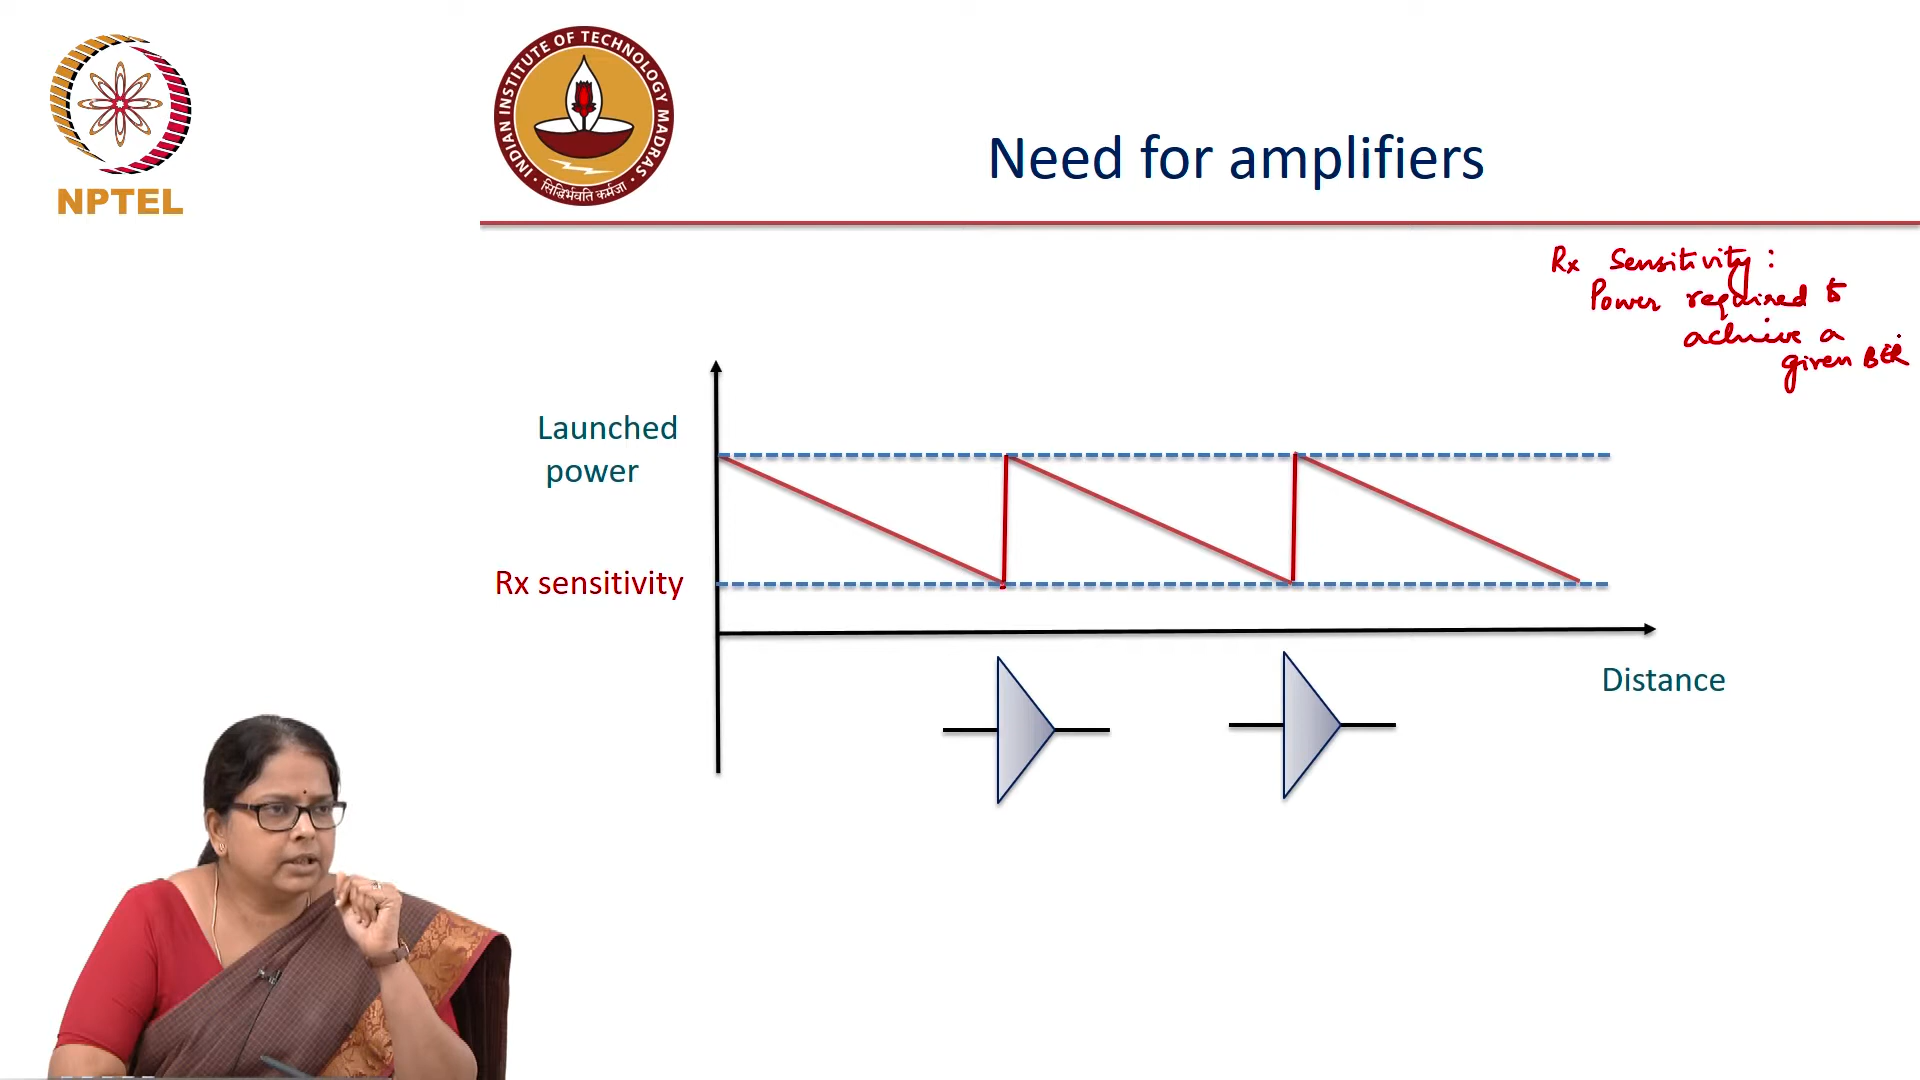 NPTEL
INDIAN INSTITUTE OF TECHNOLOGY MADRAS
सिद्धिर्भवति कर्मजा
Need for amplifiers
Rx Sensitivity :
Power required to
achieve a
given BER
Launched
power
Rx sensitivity
Distance